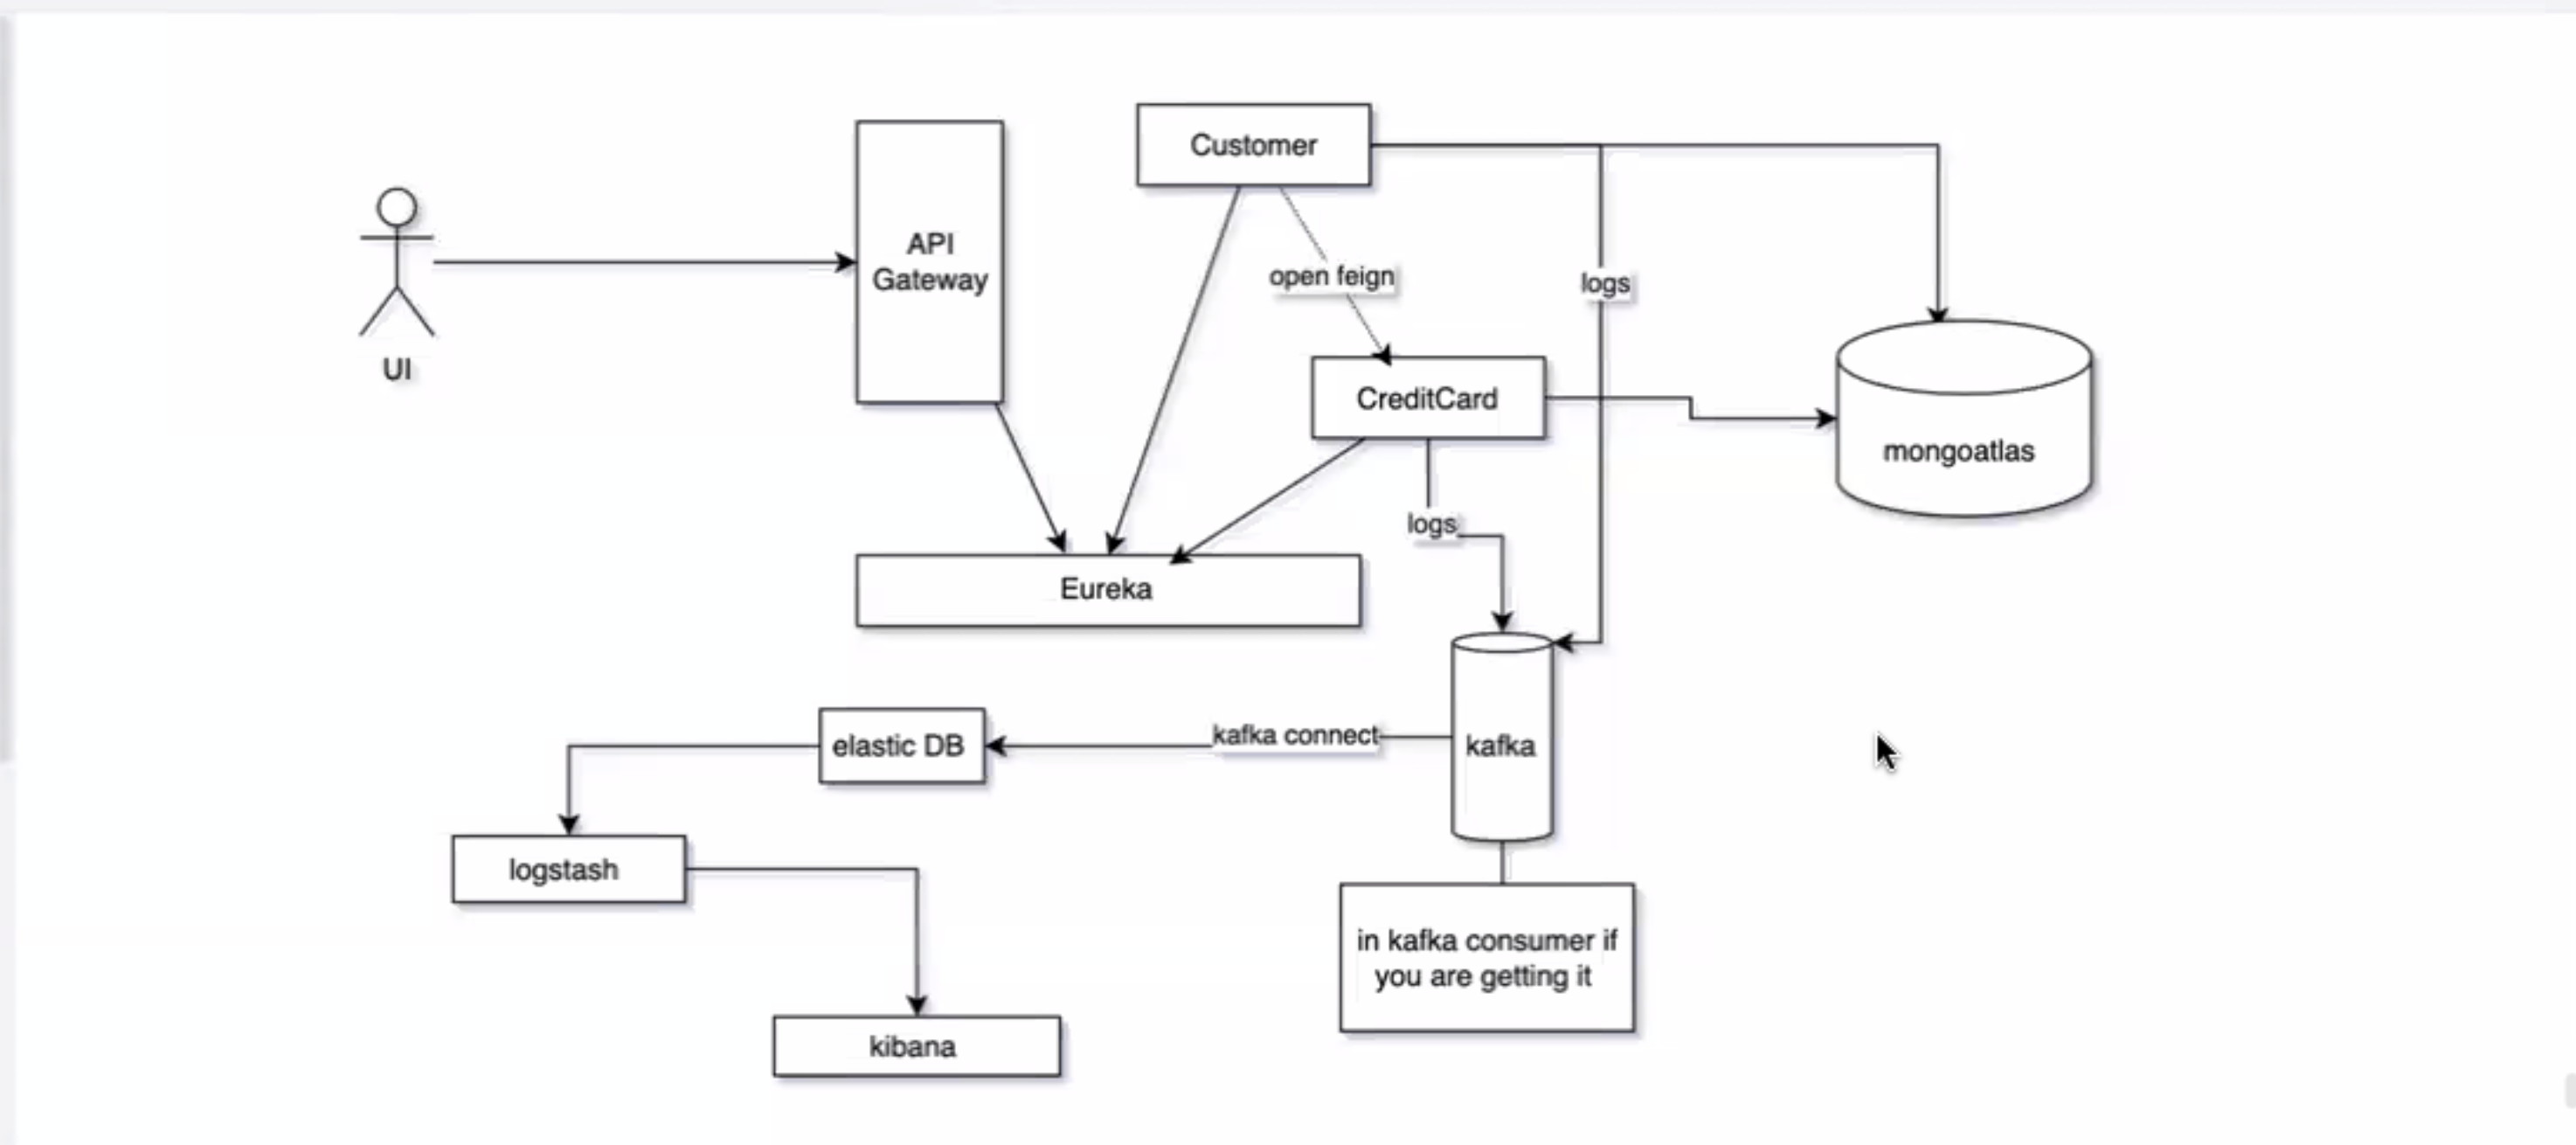 Customer
API
Gateway
open feign
logs
UI
CreditCard
mongoatlas
logs
Eureka
kafka connect
elastic DB
kafka
logstash
in kafka consumer if
you are getting it
kibana